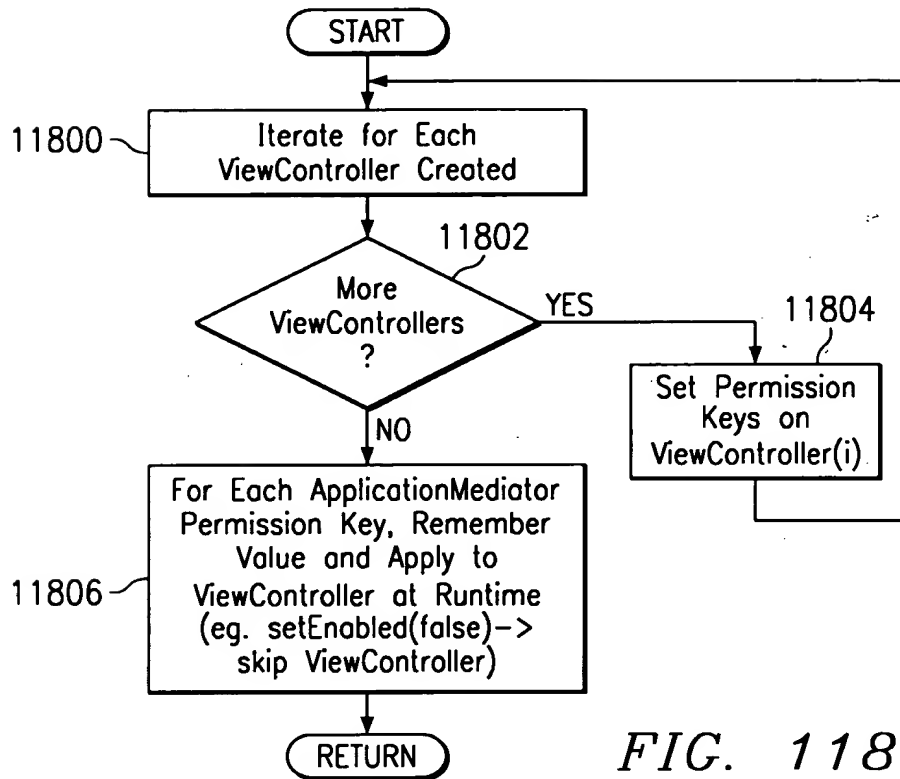 START
11800
Iterate for Each
ViewController Created
11802
More
ViewControllers
?
YES
11804
Set Permission
Keys on
ViewController(i)
NO
For Each ApplicationMediator
Permission Key, Remember
Value and Apply to
ViewController at Runtime
(eg. setEnabled(false)->
skip ViewController)
11806
RETURN
FIG. 118